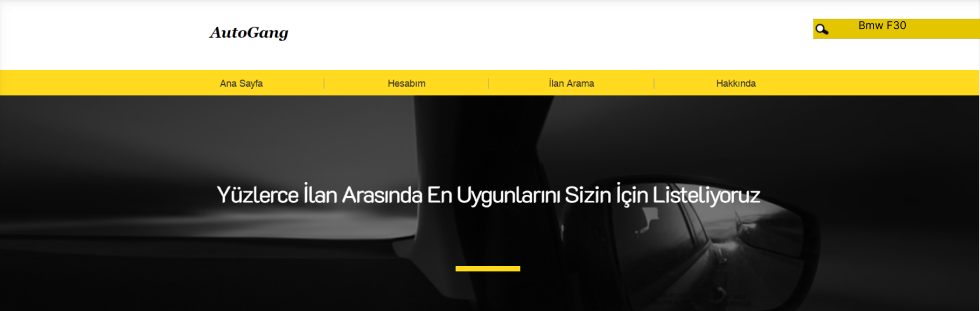 AutoGang
Bmw F30
Ana Sayfa
Hesabım
İlan Arama
Hakkında
Yüzlerce İlan Arasında En Uygunlarını Sizin İçin Listeliyoruz